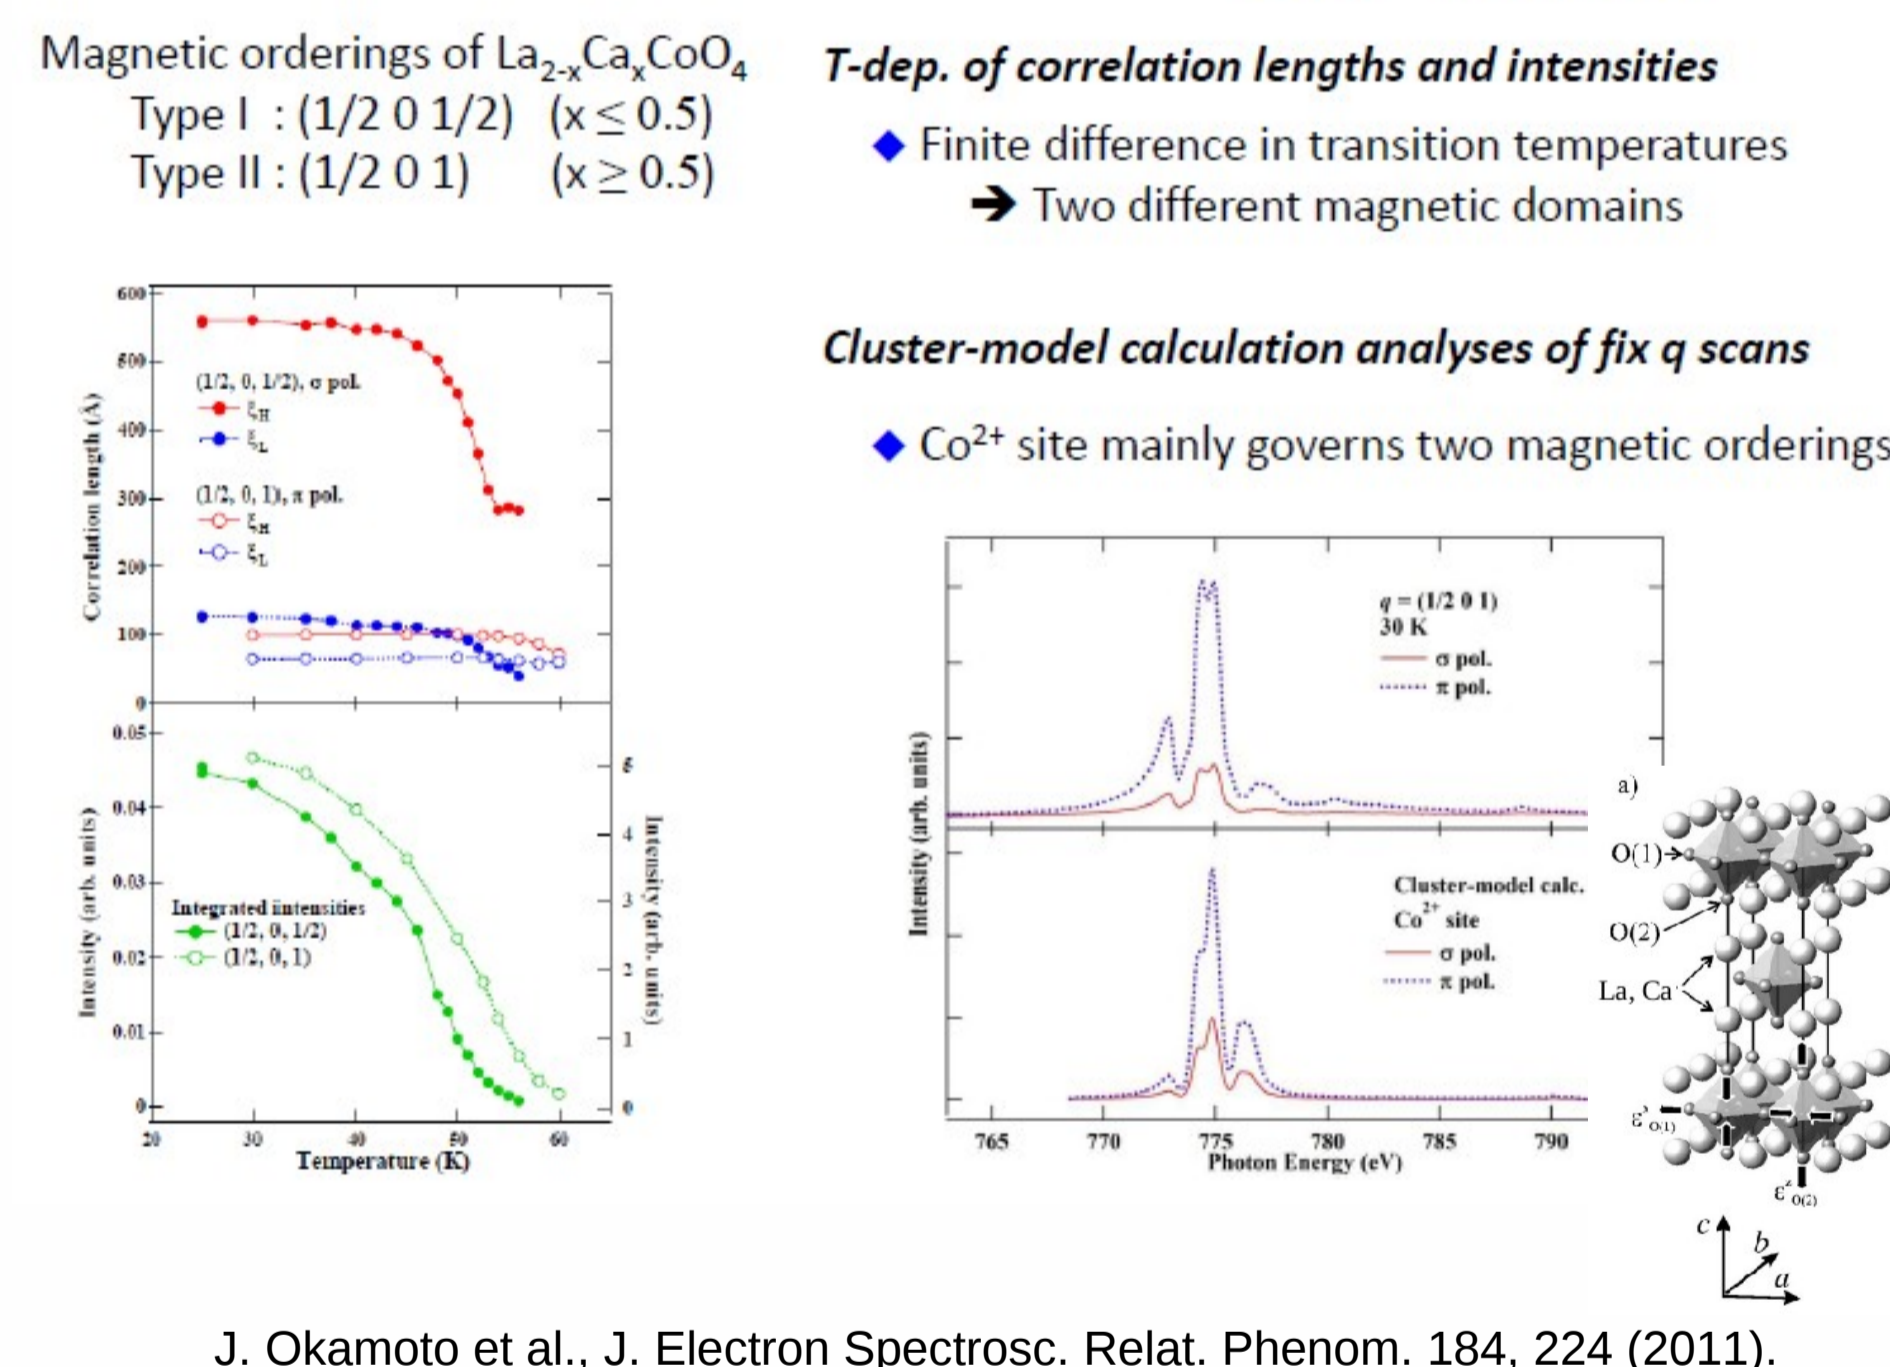 Magnetic orderings of La2-xCaxCoO4
Type I : (1/2 0 1/2) (x ≤ 0.5)
Type II : (1/2 0 1) (x ≥ 0.5)
T-dep. of correlation lengths and intensities
◆ Finite difference in transition temperatures
➔ Two different magnetic domains
Cluster-model calculation analyses of fix q scans
◆ Co2+ site mainly governs two magnetic orderings
Correlation length (Å)
600
500
400
300
200
100
0
(1/2, 0, 1/2), σ pol.
ξH
ξL
(1/2, 0, 1), π pol.
ξH
ξL
Intensity (arb. units)
0.05
0.04
0.03
0.02
0.01
0
Integrated intensities
(1/2, 0, 1/2)
(1/2, 0, 1)
4
3
2
1
0
Intensity (arb. units)
20 30 40 50 60
Temperature (K)
Intensity (arb. units)
q = (1/2 0 1)
30 K
σ pol.
π pol.
Cluster-model calc.
Co2+ site
σ pol.
π pol.
765 770 775 780 785 790
Photon Energy (eV)
a)
O(1)
O(2)
La, Ca
εx O(1)
εz O(2)
c
b
a
J. Okamoto et al., J. Electron Spectrosc. Relat. Phenom. 184, 224 (2011).